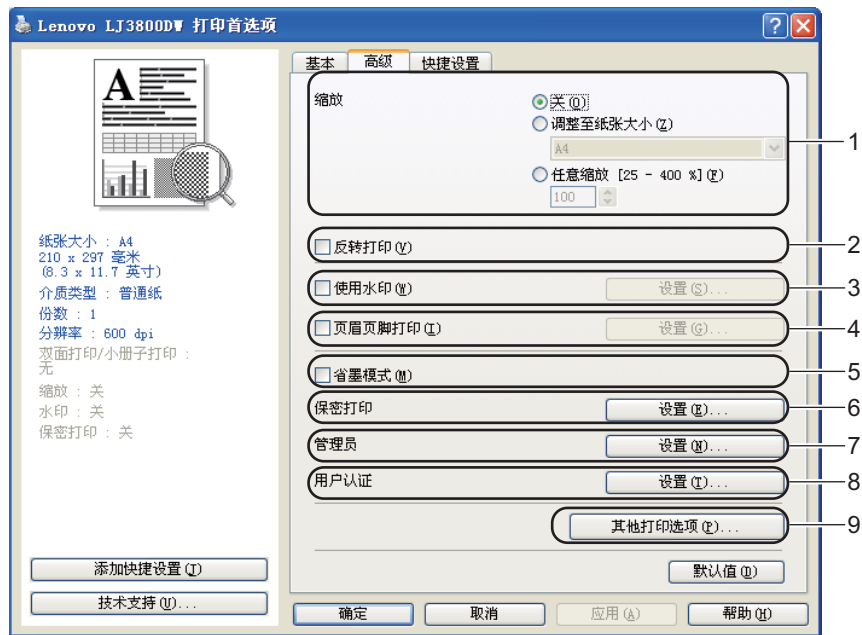 Lenovo LJ3800DW 打印首选项
基本 高级 快捷设置
缩放
关(O)
调整至纸张大小(Z)
A4
任意缩放 [25 - 400 %](F)
100
1
反转打印(V)
2
使用水印(W)
设置(S)...
3
页眉页脚打印(I)
设置(G)...
4
省墨模式(M)
5
保密打印
设置(E)...
6
管理员
设置(N)...
7
用户认证
设置(T)...
8
其他打印选项(P)...
9
默认值(D)
A
纸张大小 : A4
210 x 297 毫米
(8.3 x 11.7 英寸)
介质类型 : 普通纸
份数 : 1
分辨率 : 600 dpi
双面打印/小册子打印 :
无
缩放 : 关
水印 : 关
保密打印 : 关
添加快捷设置(J)
技术支持(U)...
确定 取消 应用(A) 帮助(H)